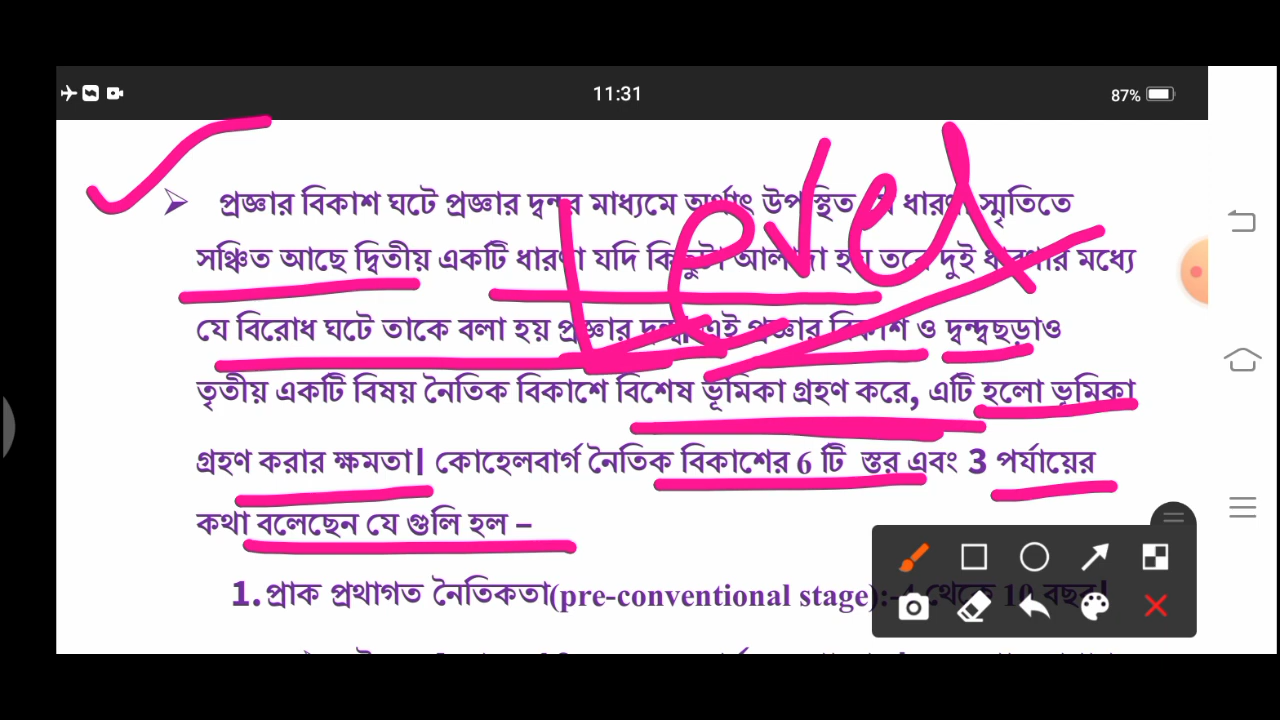 11:31
87%
➢ প্রজ্ঞার বিকাশ ঘটে প্রজ্ঞার দ্বন্দ্বর মাধ্যমে অর্থাৎ উপস্থিত যে ধারণা স্মৃতিতে
সঞ্চিত আছে দ্বিতীয় একটি ধারণা যদি কিছুটা আলাদা হয় তবে দুই ধারণার মধ্যে
যে বিরোধ ঘটে তাকে বলা হয় প্রজ্ঞার দ্বন্দ্ব। এই প্রজ্ঞার বিকাশ ও দ্বন্দ্বছড়াও
Level
তৃতীয় একটি বিষয় নৈতিক বিকাশে বিশেষ ভূমিকা গ্রহণ করে, এটি হলো ভূমিকা
গ্রহণ করার ক্ষমতা| কোহেলবার্গ নৈতিক বিকাশের 6 টি স্তর এবং 3 পর্যায়ের
কথা বলেছেন যে গুলি হল –
1. প্রাক প্রথাগত নৈতিকতা(pre-conventional stage):-4 থেকে 10 বছর|